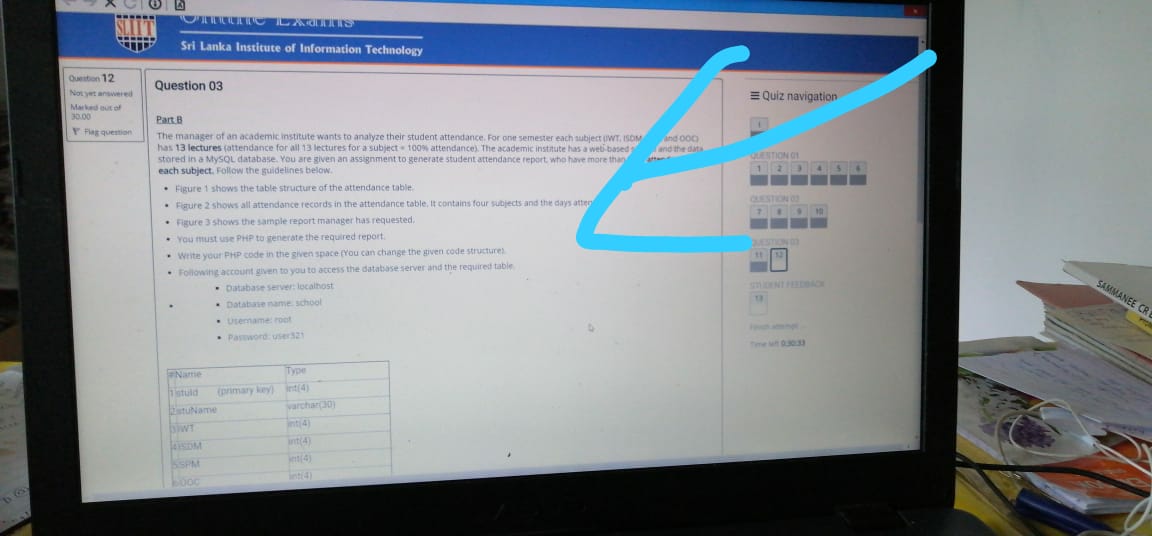 Online Exams
SLIIT
Sri Lanka Institute of Information Technology
Question 12
Not yet answered
Marked out of
30.00
Flag question
Question 03
Part B
The manager of an academic institute wants to analyze their student attendance. For one semester each subject (IWT, ISDM and OOC)
has 13 lectures (attendance for all 13 lectures for a subject = 100% attendance). The academic institute has a web-based and the data
stored in a MySQL database. You are given an assignment to generate student attendance report, who have more than
each subject. Follow the guidelines below.
• Figure 1 shows the table structure of the attendance table.
• Figure 2 shows all attendance records in the attendance table. It contains four subjects and the days
• Figure 3 shows the sample report manager has requested.
• You must use PHP to generate the required report.
• Write your PHP code in the given space (You can change the given code structure).
• Following account given to you to access the database server and the required table.
• Database server: localhost
• Database name: school
• Username: root
• Password: user321
#Name Type
1 stuid (primary key) int(4)
2 stuName varchar(30)
3 IWT int(4)
4 ISDM int(4)
5 SPM int(4)
6 OOC int(4)
Quiz navigation
1
QUESTION 01
1 2 3 4 5 6
QUESTION 02
7 8 9 10
QUESTION 03
11 12
STUDENT FEEDBACK
13
Finish attempt ...
Time left 0:30:33
SAMMANEE CR